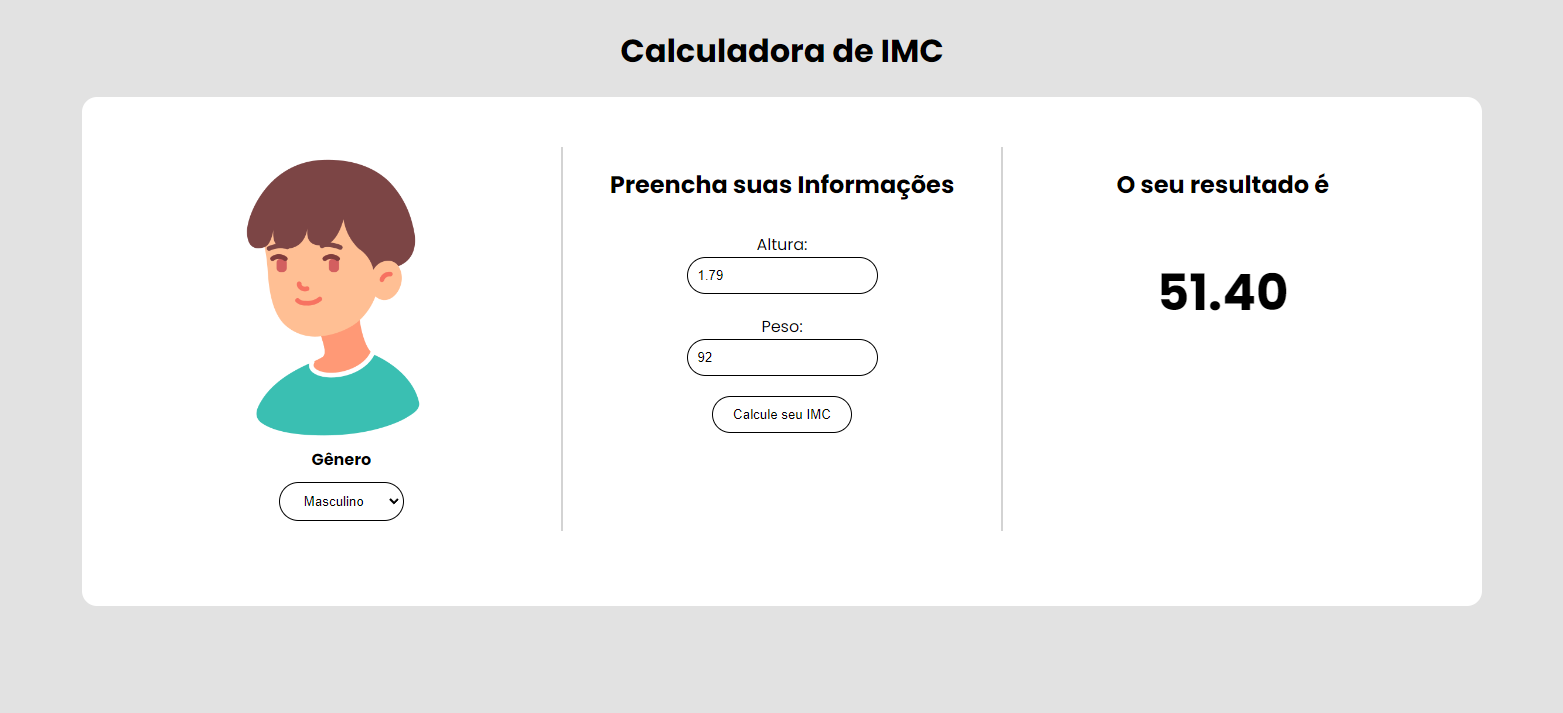 Calculadora de IMC
Gênero
Masculino
Preencha suas Informações
Altura:
1.79
Peso:
92
Calcule seu IMC
O seu resultado é
51.40